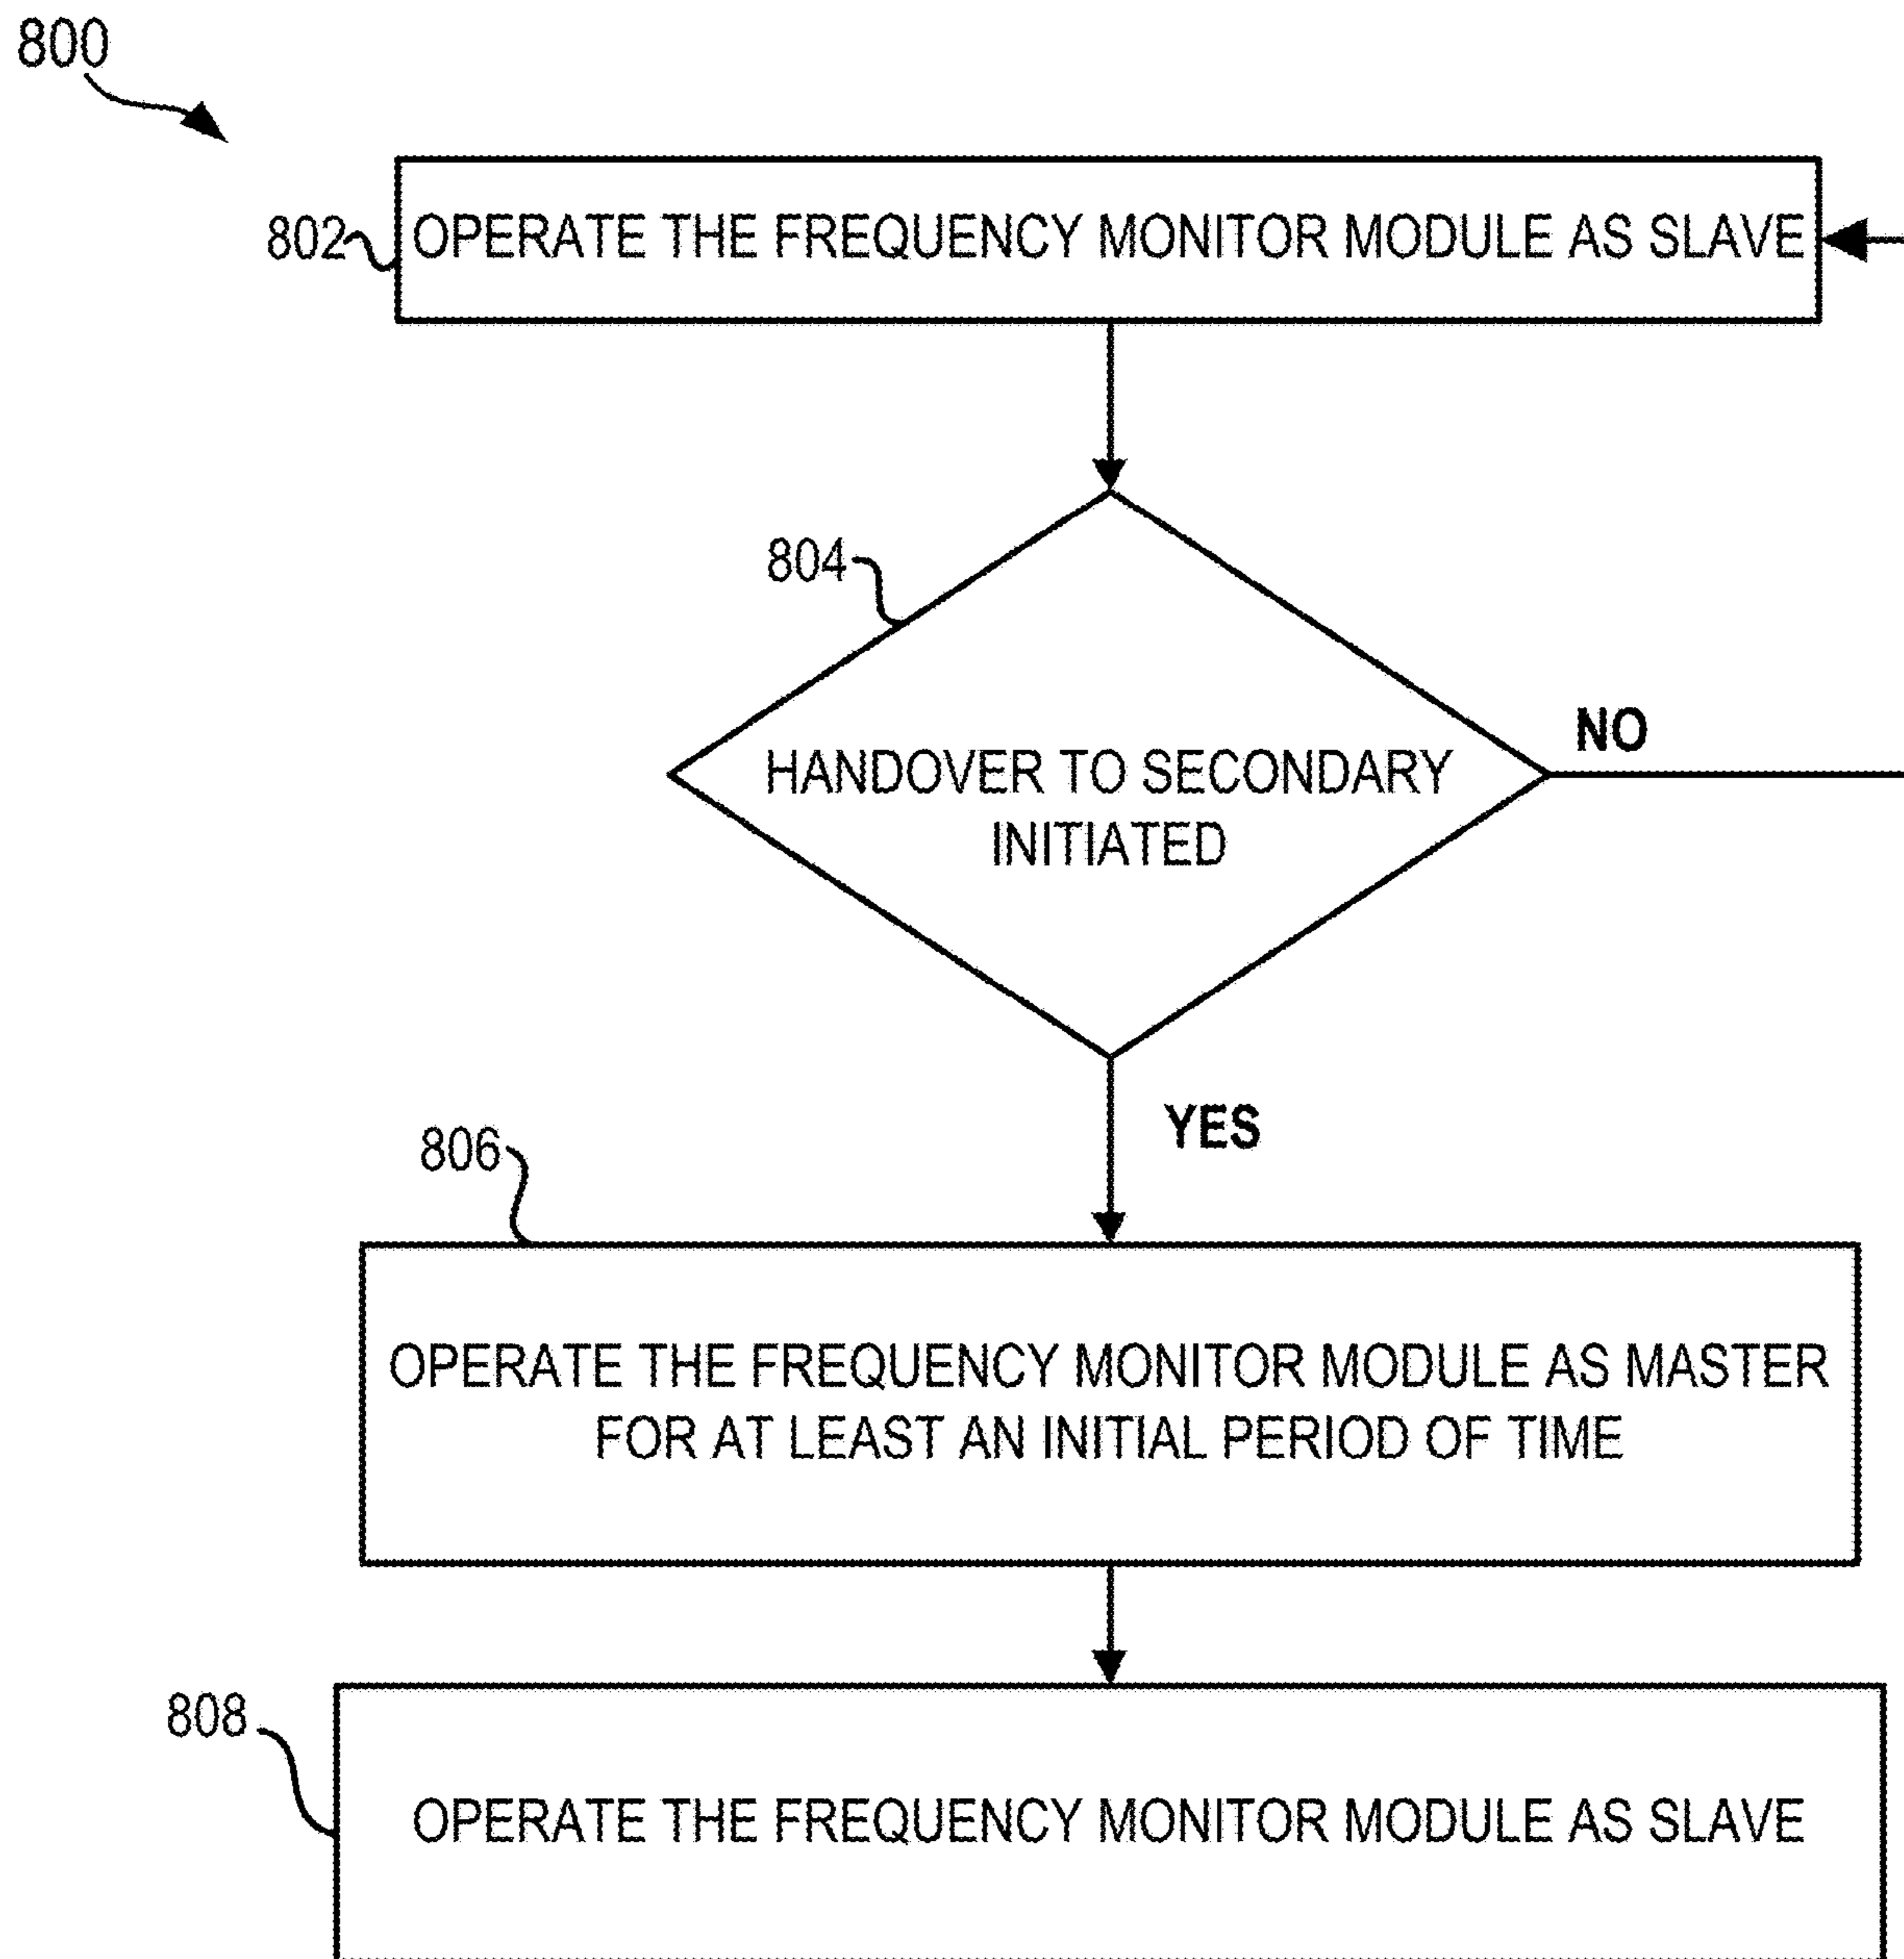 800
802
OPERATE THE FREQUENCY MONITOR MODULE AS SLAVE
804
HANDOVER TO SECONDARY
INITIATED
NO
YES
806
OPERATE THE FREQUENCY MONITOR MODULE AS MASTER
FOR AT LEAST AN INITIAL PERIOD OF TIME
808
OPERATE THE FREQUENCY MONITOR MODULE AS SLAVE